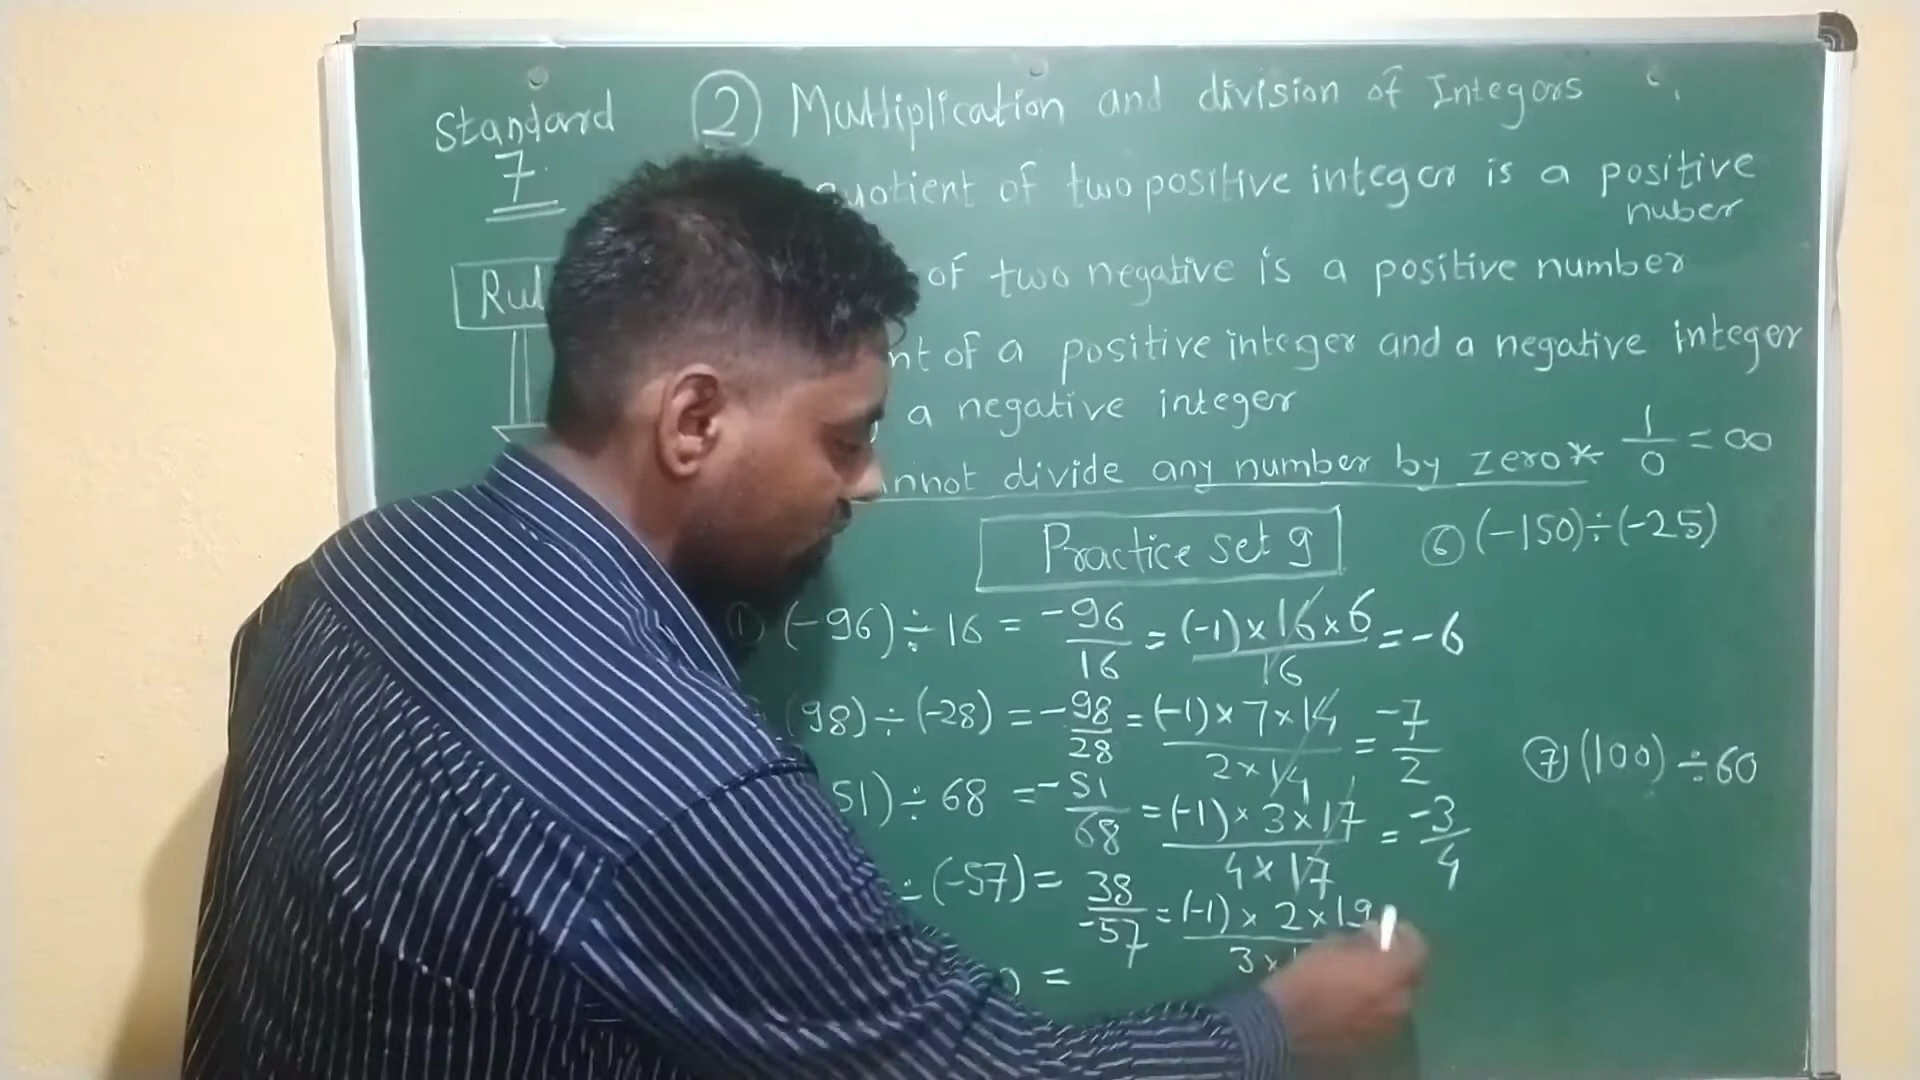 Standard ② Multiplication and division of Integers
7
quotient of two positive integer is a positive
nuber
of two negative is a positive number
Rul
nt of a positive integer and a negative integer
a negative integer
1/0 = ∞
nnot divide any number by zero*
Practice set 9
⑥ (-150)÷(-25)
① (-96)÷16 = -96/16 = (-1)×16×6/16 = -6
(98)÷(-28) = -98/28 = (-1)×7×14/2×14 = -7/2
⑦ (100)÷60
51)÷68 = -51/68 = (-1)×3×17/4×17 = -3/4
÷(-57) = 38/-57 = (-1)×2×19/3×1
0 =